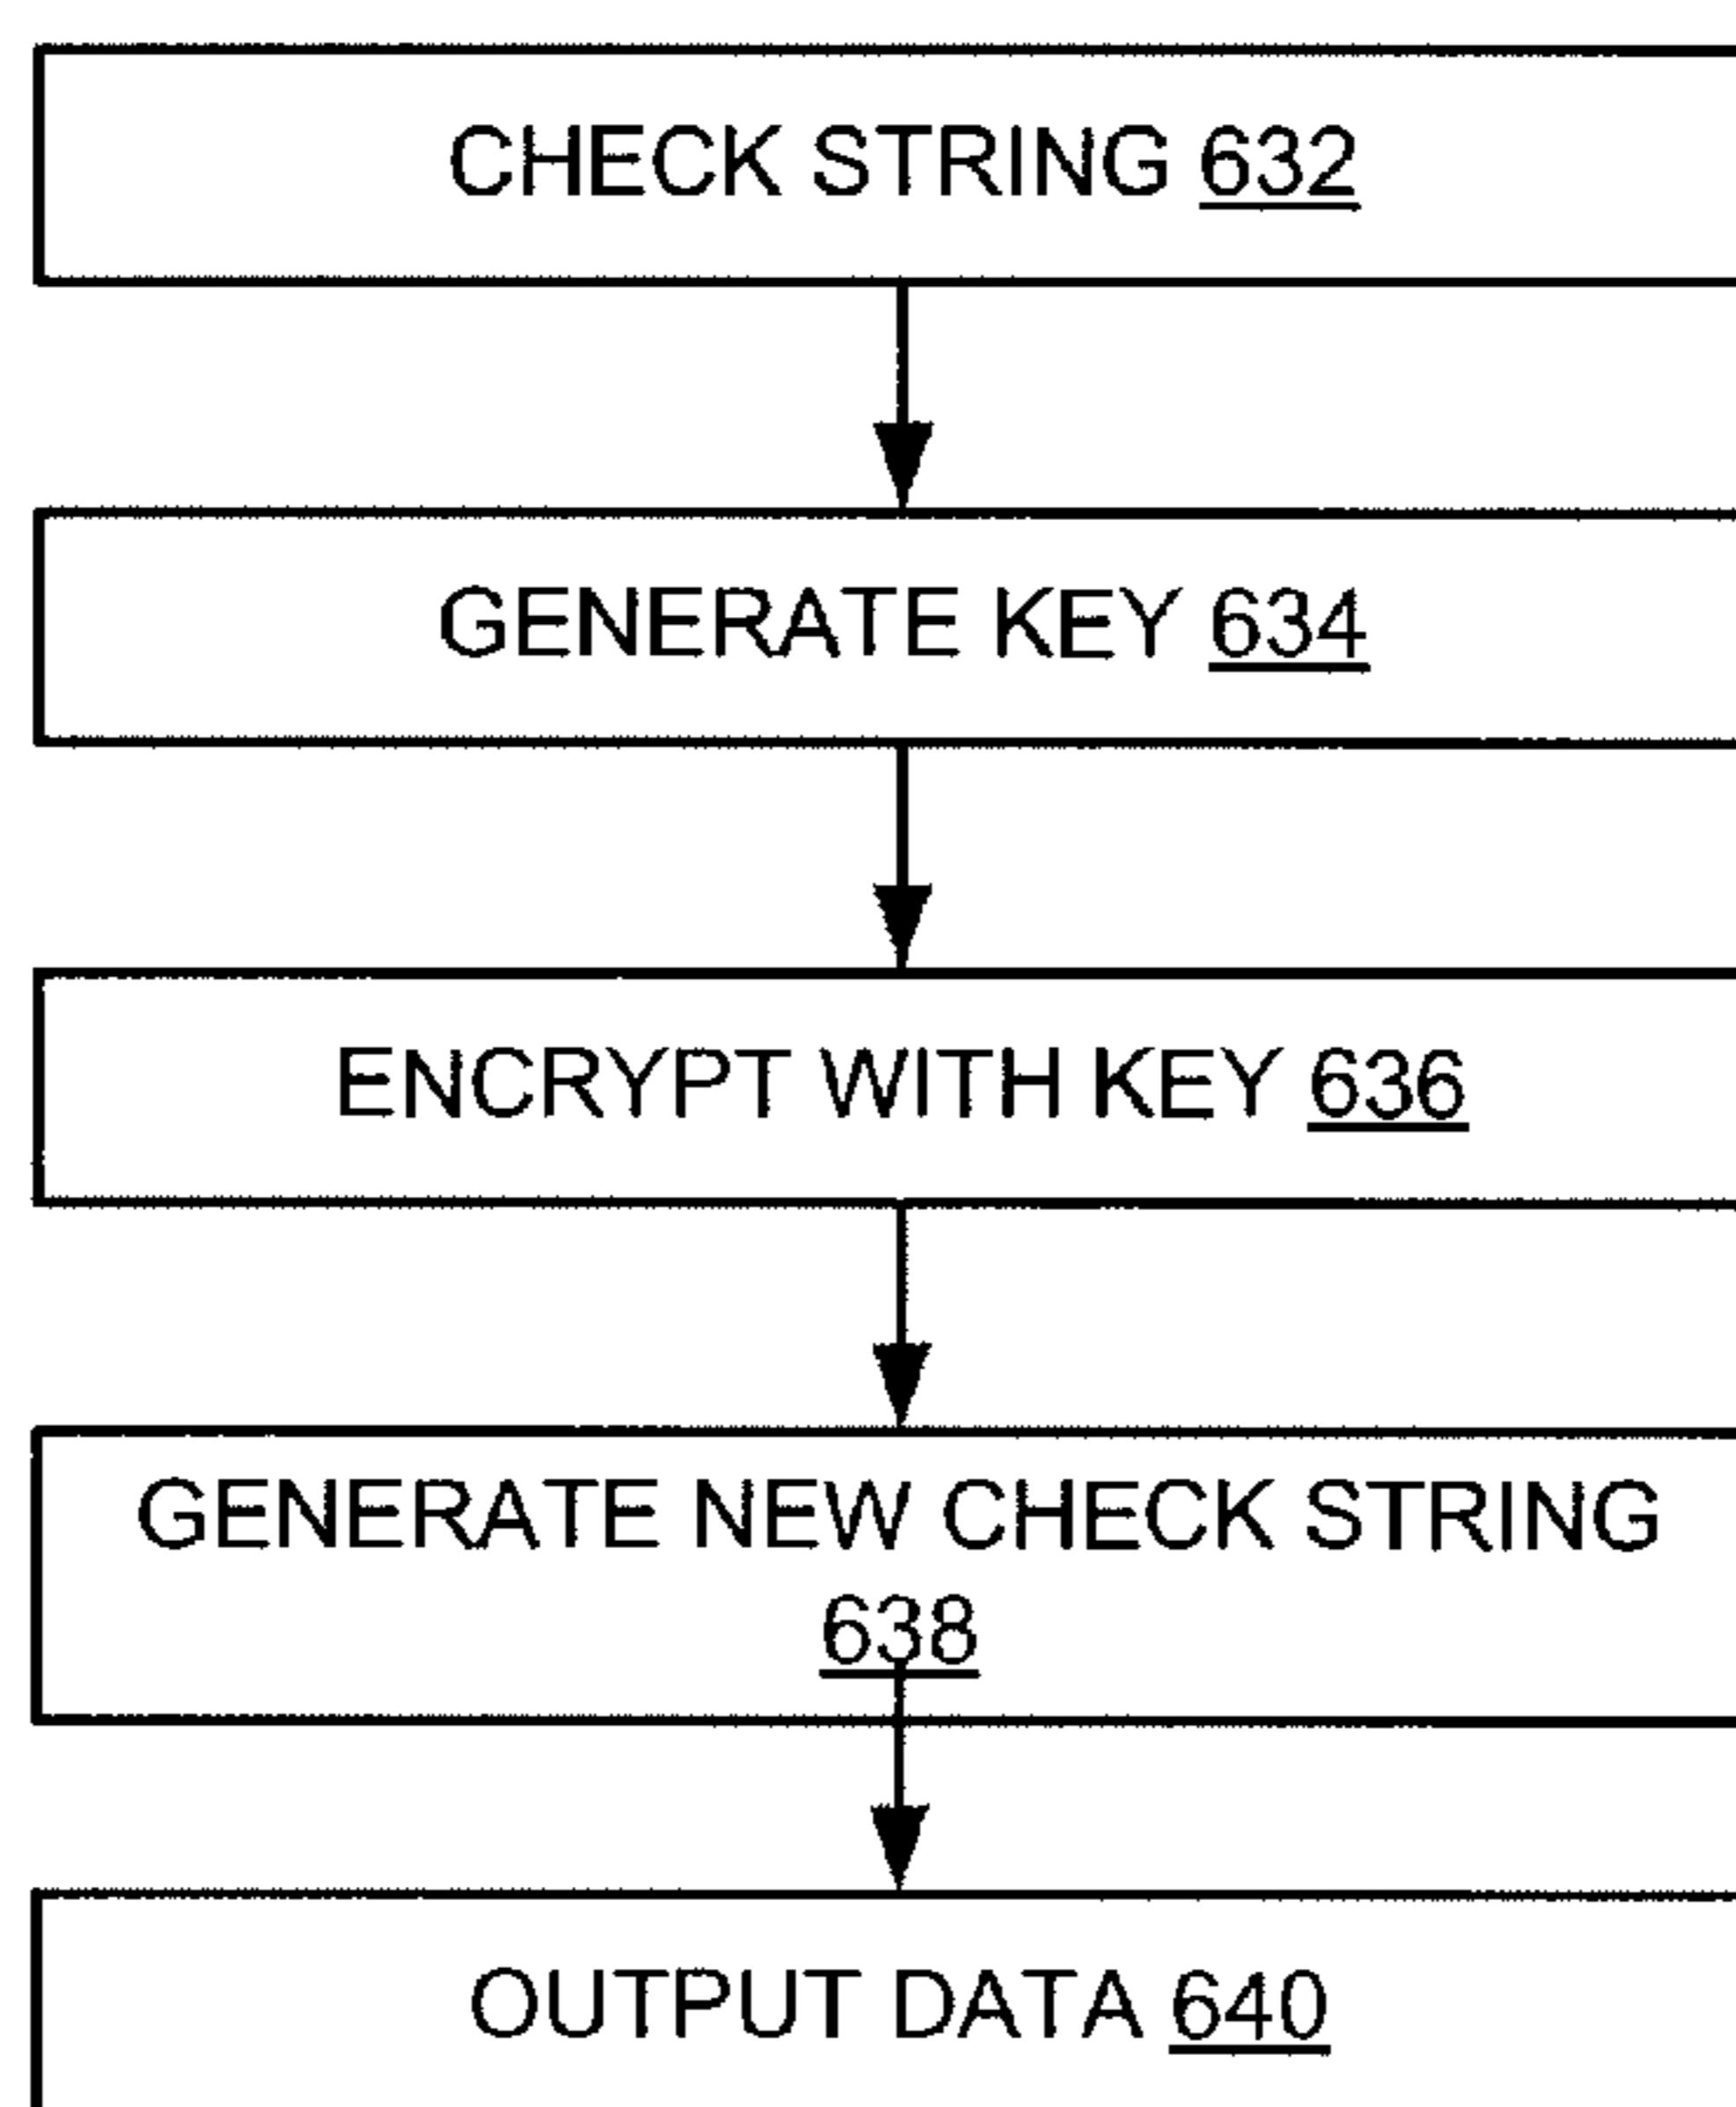 CHECK STRING 632
GENERATE KEY 634
ENCRYPT WITH KEY 636
GENERATE NEW CHECK STRING
638
OUTPUT DATA 640